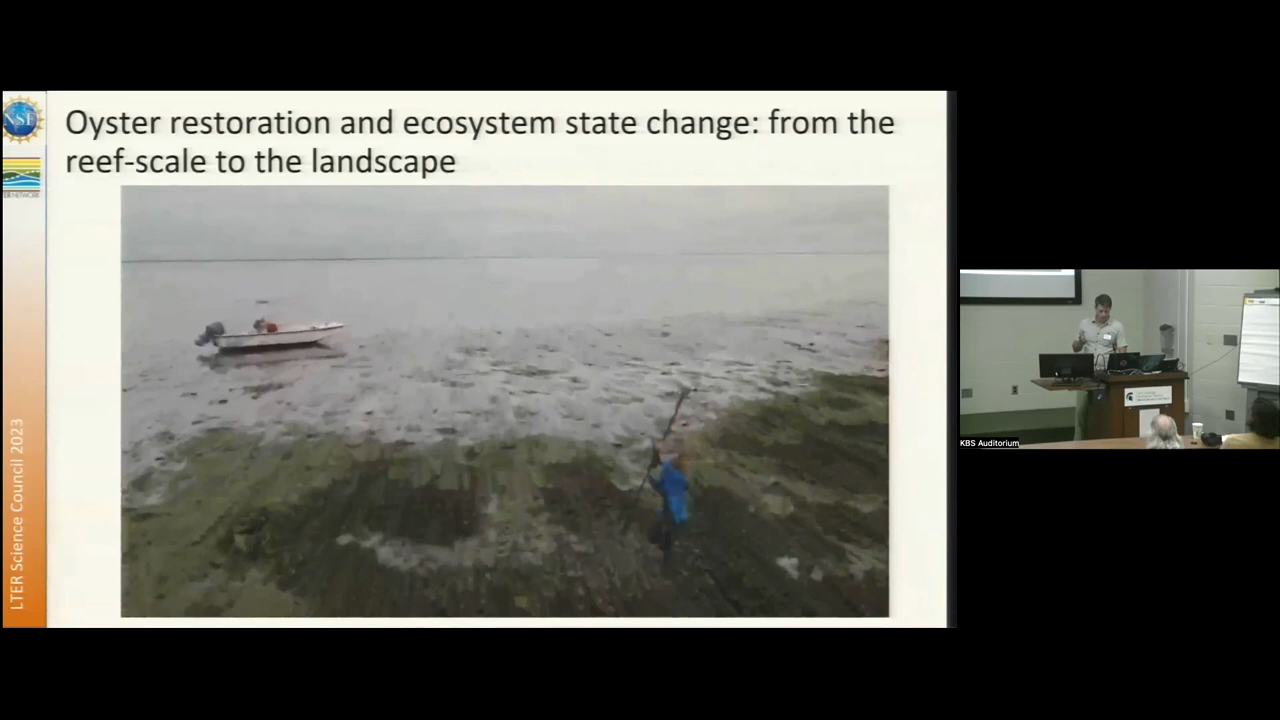 Oyster restoration and ecosystem state change: from the
reef-scale to the landscape
NSF
LTER Science Council 2023
KBS Auditorium